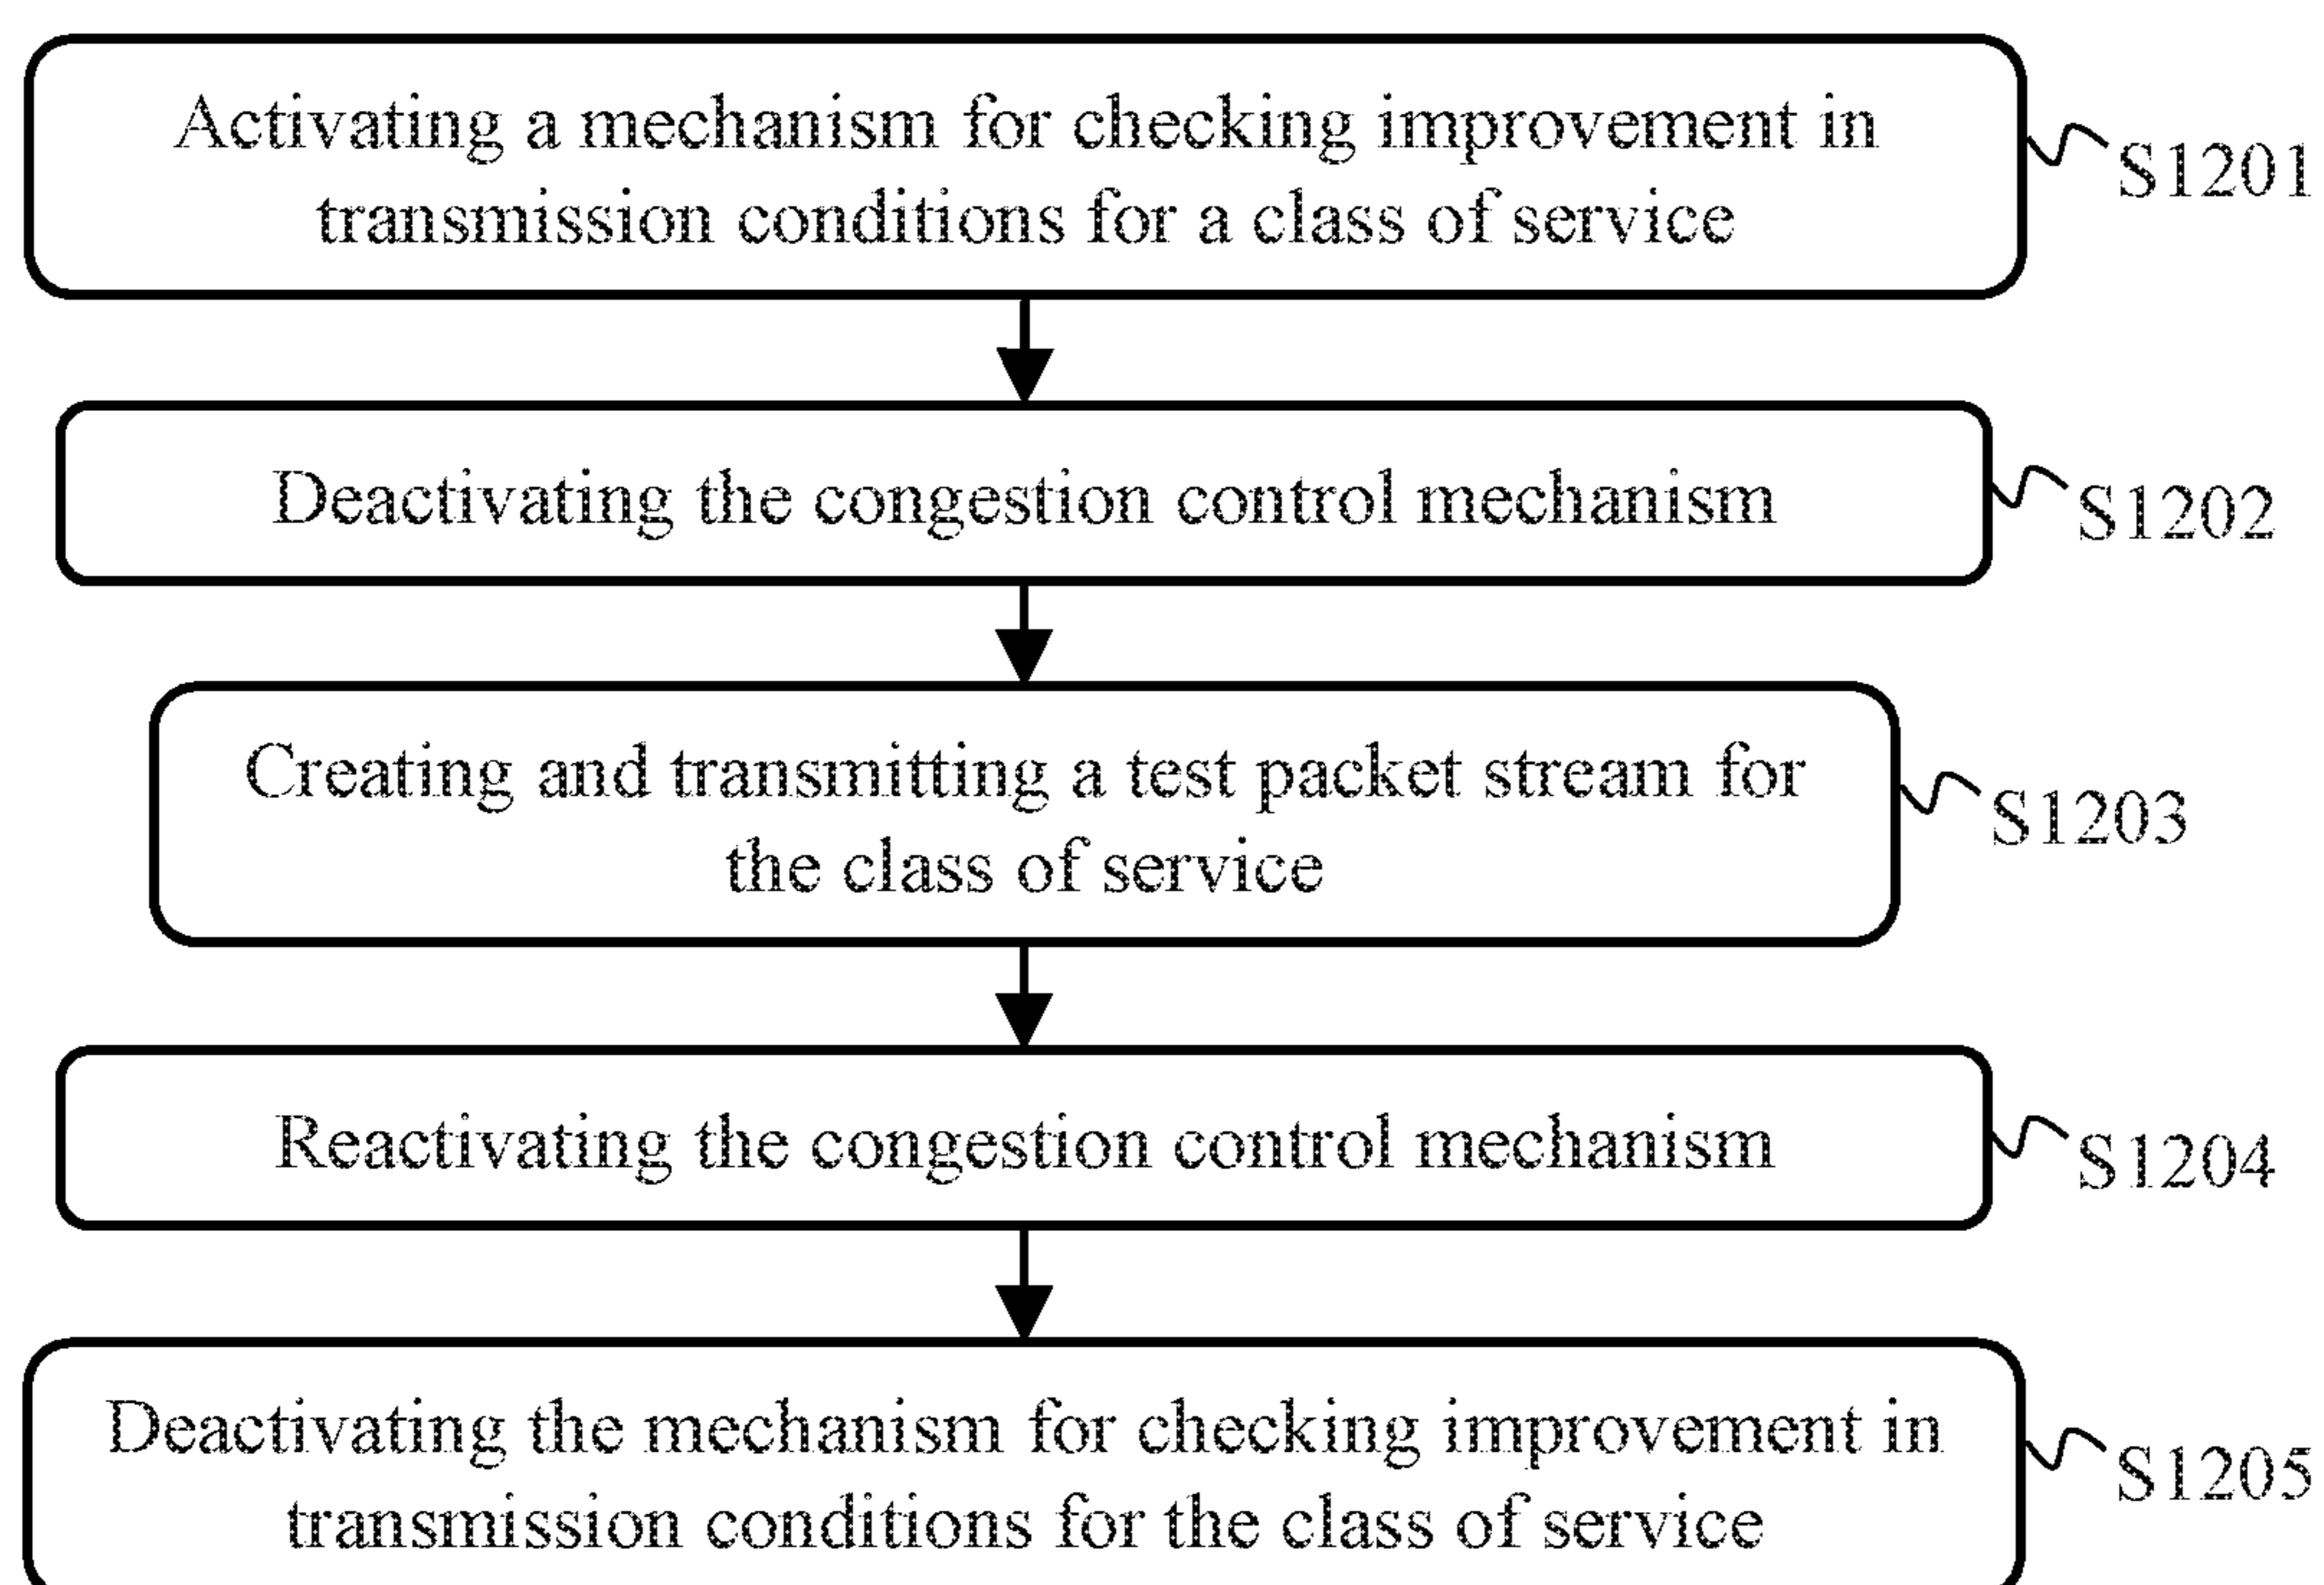 Activating a mechanism for checking improvement in
transmission conditions for a class of service
S1201
Deactivating the congestion control mechanism
S1202
Creating and transmitting a test packet stream for
the class of service
S1203
Reactivating the congestion control mechanism
S1204
Deactivating the mechanism for checking improvement in
transmission conditions for the class of service
S1205